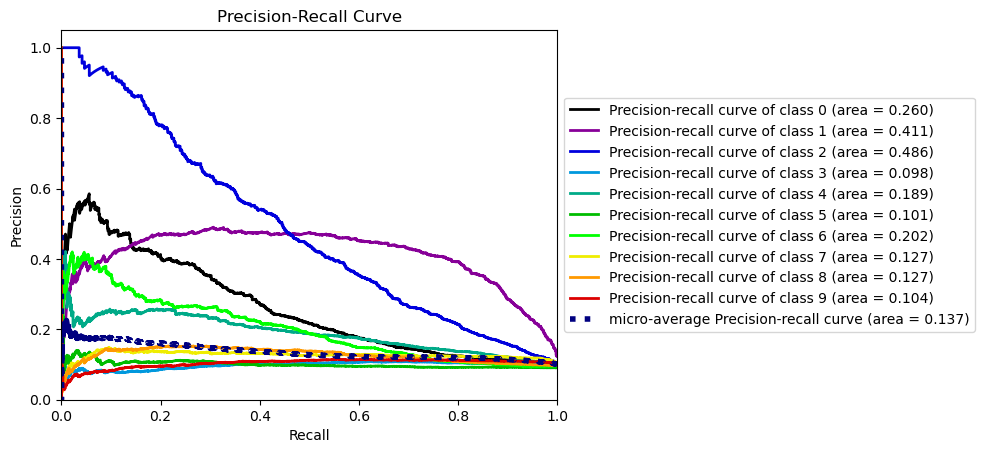 Precision-Recall Curve
1.0
0.8
0.6
0.4
0.2
0.0
Precision
0.0 0.2 0.4 0.6 0.8 1.0
Recall
Precision-recall curve of class 0 (area = 0.260)
Precision-recall curve of class 1 (area = 0.411)
Precision-recall curve of class 2 (area = 0.486)
Precision-recall curve of class 3 (area = 0.098)
Precision-recall curve of class 4 (area = 0.189)
Precision-recall curve of class 5 (area = 0.101)
Precision-recall curve of class 6 (area = 0.202)
Precision-recall curve of class 7 (area = 0.127)
Precision-recall curve of class 8 (area = 0.127)
Precision-recall curve of class 9 (area = 0.104)
micro-average Precision-recall curve (area = 0.137)